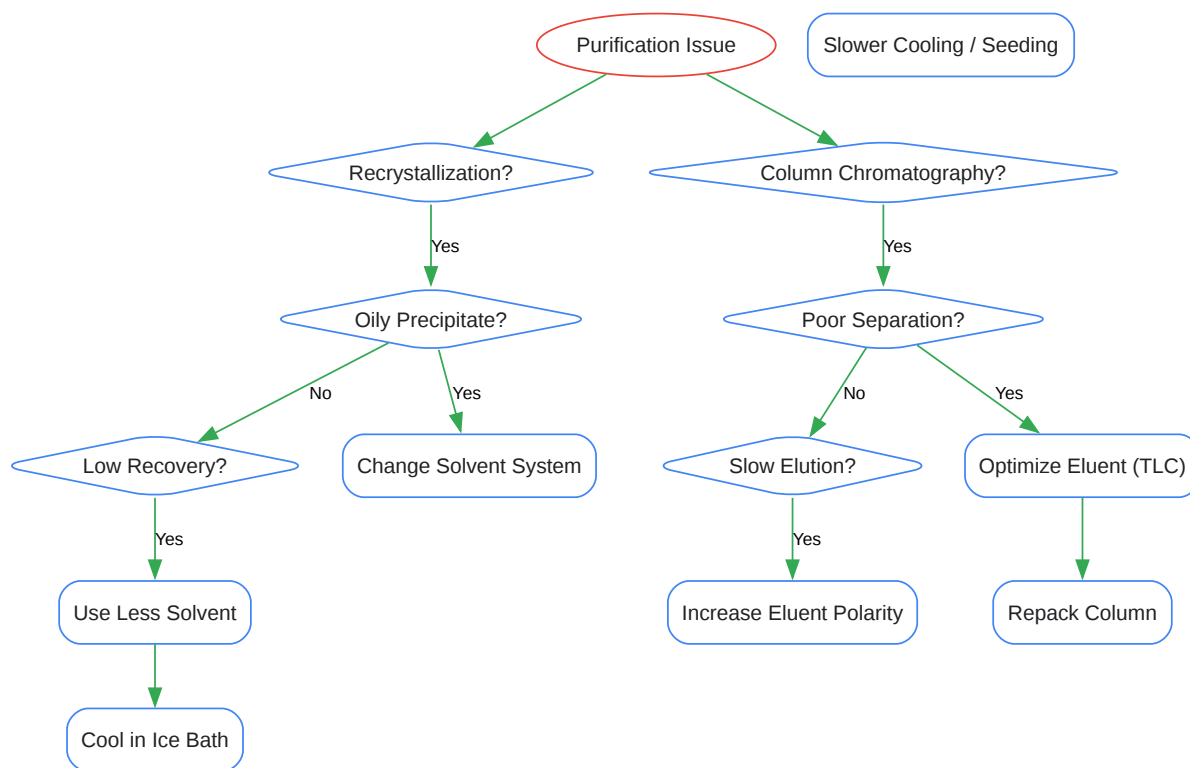 Purification Issue
Slower Cooling / Seeding
Recrystallization?
Column Chromatography?
Yes
Yes
Oily Precipitate?
Poor Separation?
No
Yes
No
Yes
Low Recovery?
Change Solvent System
Slow Elution?
Optimize Eluent (TLC)
Yes
Yes
Use Less Solvent
Increase Eluent Polarity
Repack Column
Cool in Ice Bath